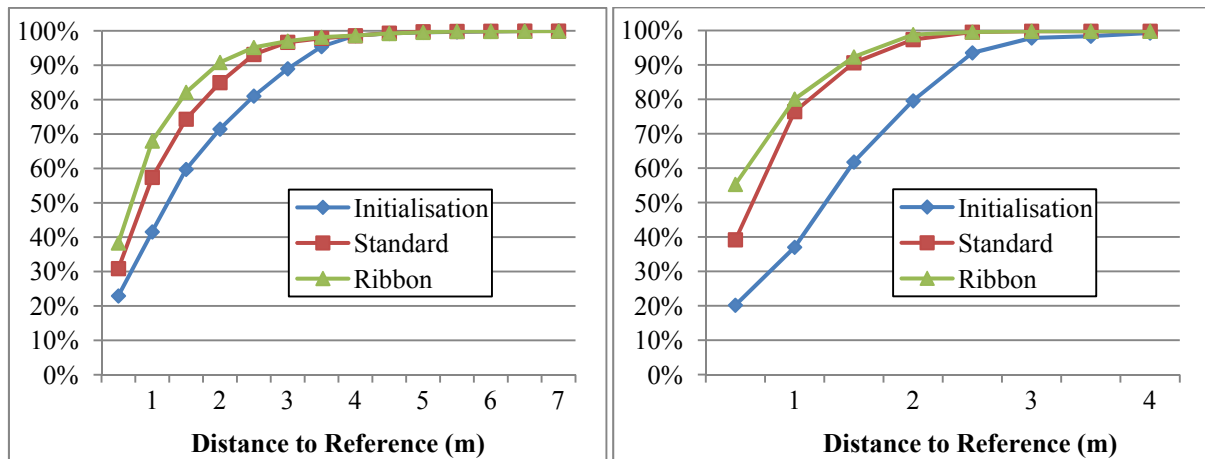 100%
90%
80%
70%
60%
50%
40%
30%
20%
10%
0%
Initialisation
Standard
Ribbon
1 2 3 4 5 6 7
Distance to Reference (m)
100%
90%
80%
70%
60%
50%
40%
30%
20%
10%
0%
Initialisation
Standard
Ribbon
1 2 3 4
Distance to Reference (m)